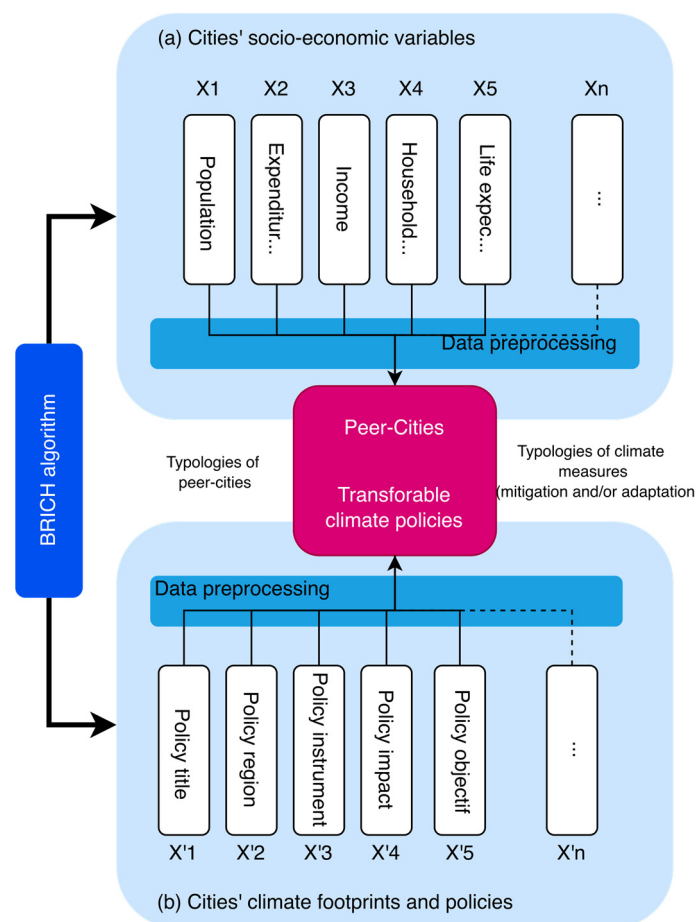 (a) Cities' socio-economic variables
X1 X2 X3 X4 X5 Xn
Population
Expenditur...
Income
Household...
Life expec...
...
Data preprocessing
BRICH algorithm
Peer-Cities
Transforable
climate policies
Typologies of
peer-cities
Typologies of climate
measures
(mitigation and/or adaptation
Data preprocessing
Policy title
Policy region
Policy instrument
Policy impact
Policy objectif
...
X'1 X'2 X'3 X'4 X'5 X'n
(b) Cities' climate footprints and policies